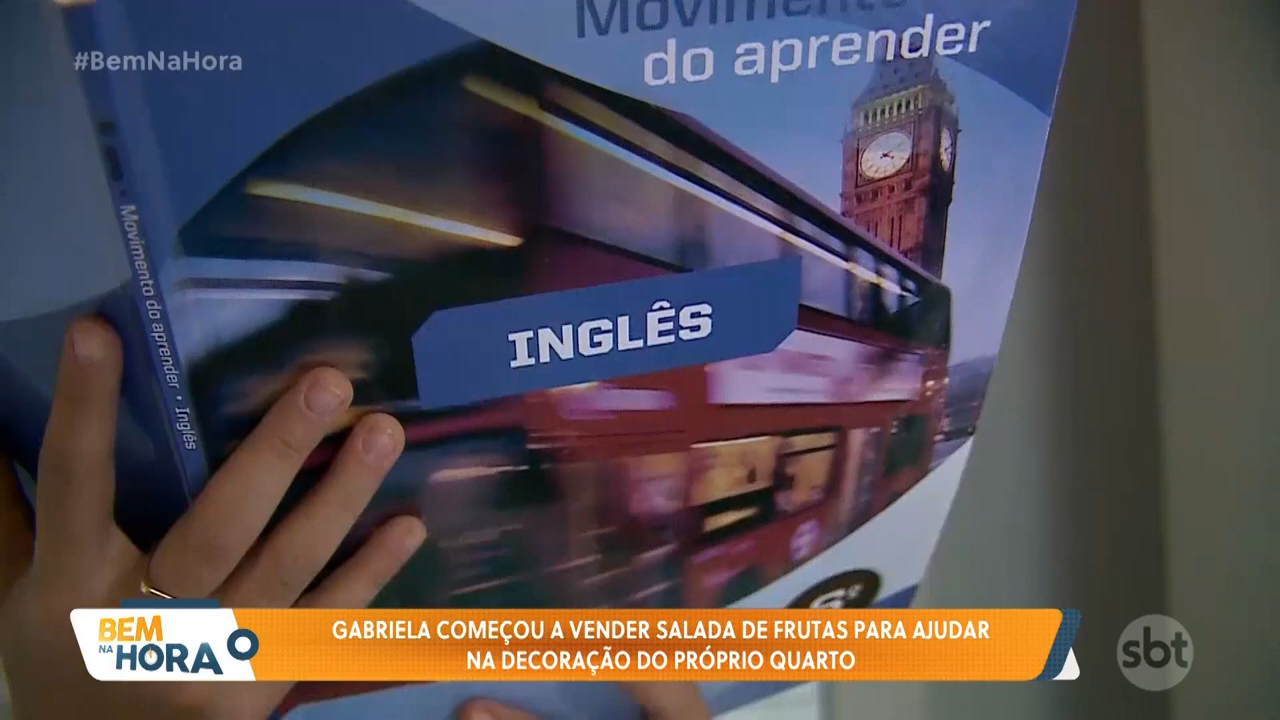 #BemNaHora
Movimento
do aprender
INGLÊS
Movimento do aprender · Inglês
6º
BEM
NA
HORA
GABRIELA COMEÇOU A VENDER SALADA DE FRUTAS PARA AJUDAR
NA DECORAÇÃO DO PRÓPRIO QUARTO
sbt